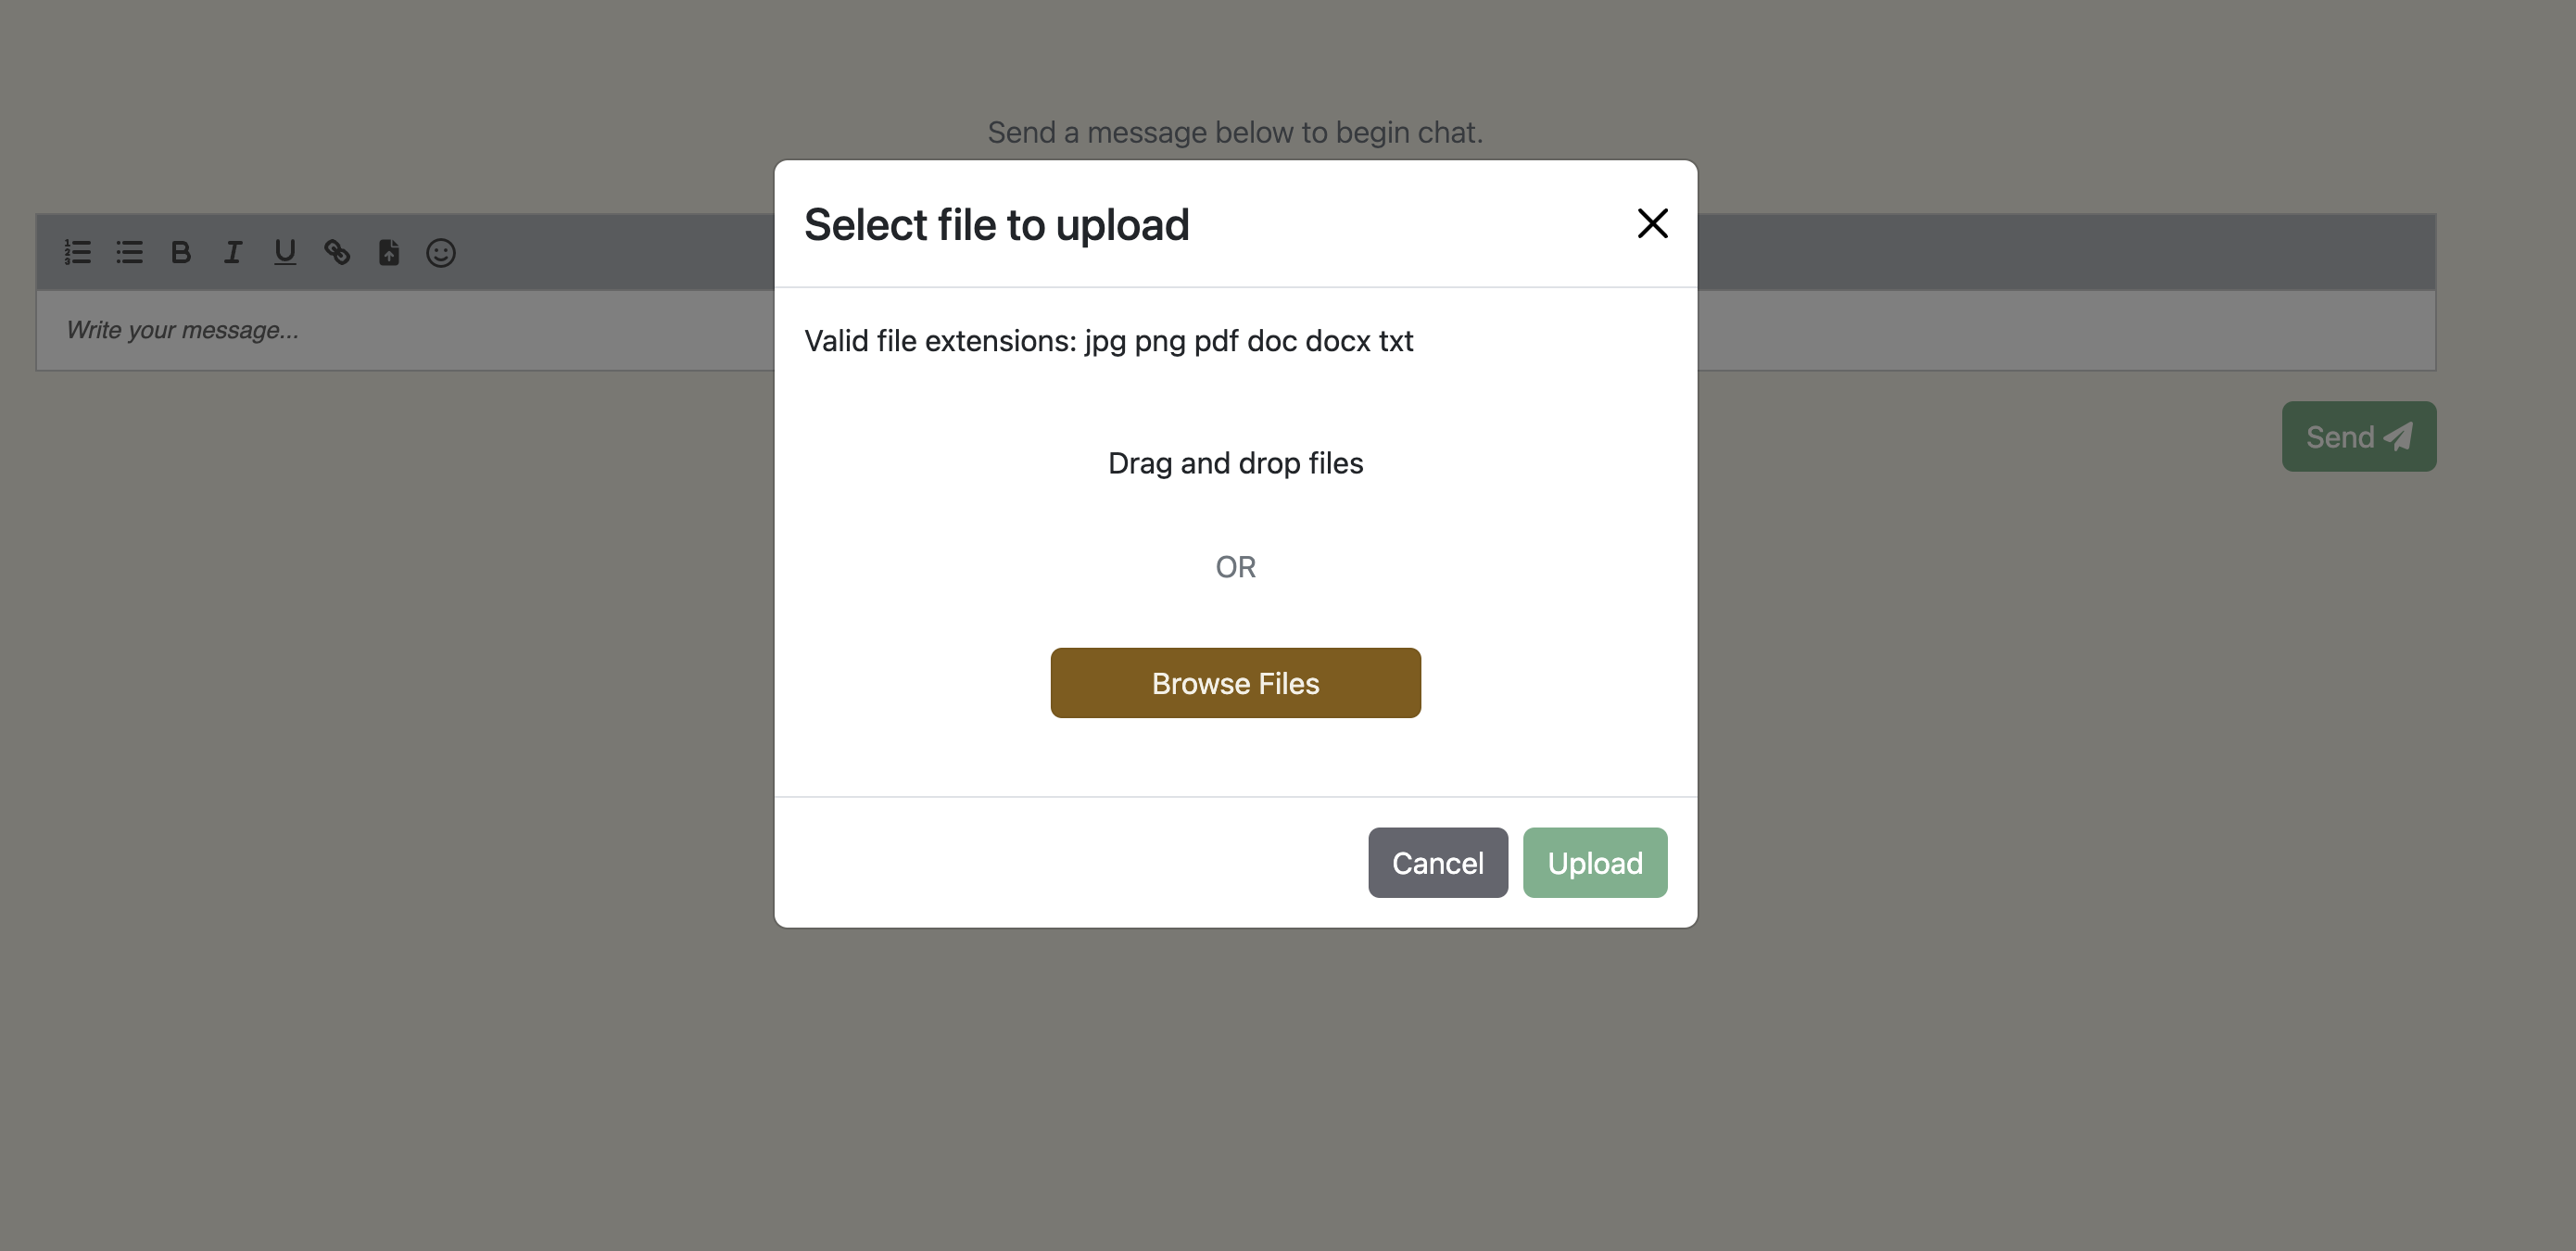 Send a message below to begin chat.
Select file to upload
Write your message...
Valid file extensions: jpg png pdf doc docx txt
Send
Drag and drop files
OR
Browse Files
Cancel
Upload